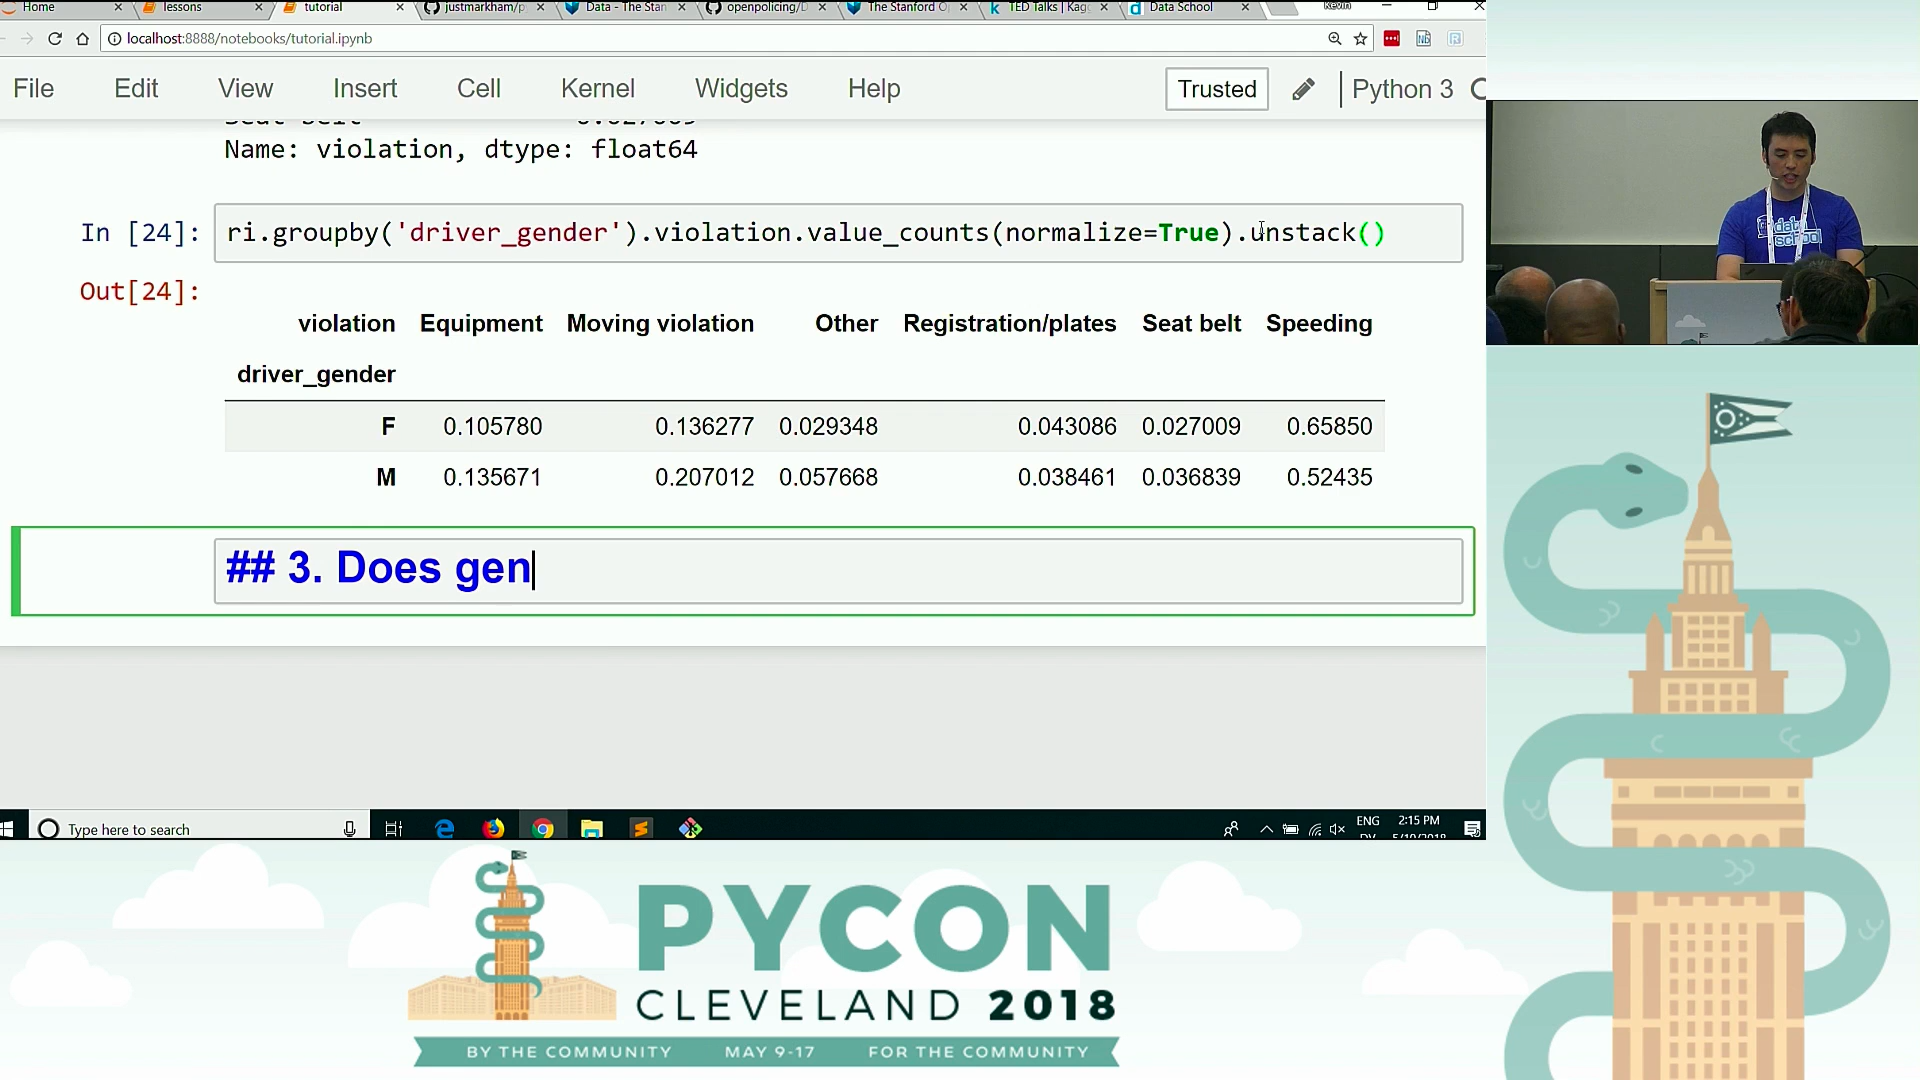 Home
lessons
tutorial
justmarkham/p
Data - The Stan
openpolicing/
The Stanford O
TED Talks | Kag
Data School
Kevin
localhost:8888/notebooks/tutorial.ipynb
File Edit View Insert Cell Kernel Widgets Help Trusted Python 3
Name: violation, dtype: float64
In [24]: ri.groupby('driver_gender').violation.value_counts(normalize=True).unstack()
Out[24]:
violation Equipment Moving violation Other Registration/plates Seat belt Speeding
driver_gender
F 0.105780 0.136277 0.029348 0.043086 0.027009 0.65850
M 0.135671 0.207012 0.057668 0.038461 0.036839 0.52435
## 3. Does gen
Type here to search
ENG
2:15 PM
data
school
PYCON
CLEVELAND 2018
BY THE COMMUNITY MAY 9-17 FOR THE COMMUNITY